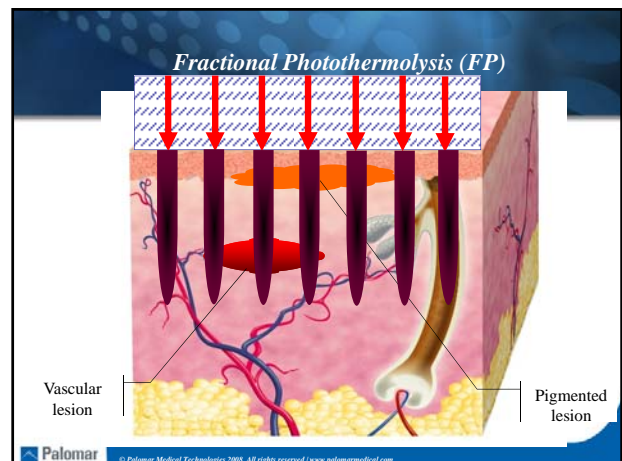 Fractional Photothermolysis (FP)
Vascular
lesion
Pigmented
lesion
Palomar
© Palomar Medical Technologies 2008. All rights reserved | www.palomarmedical.com